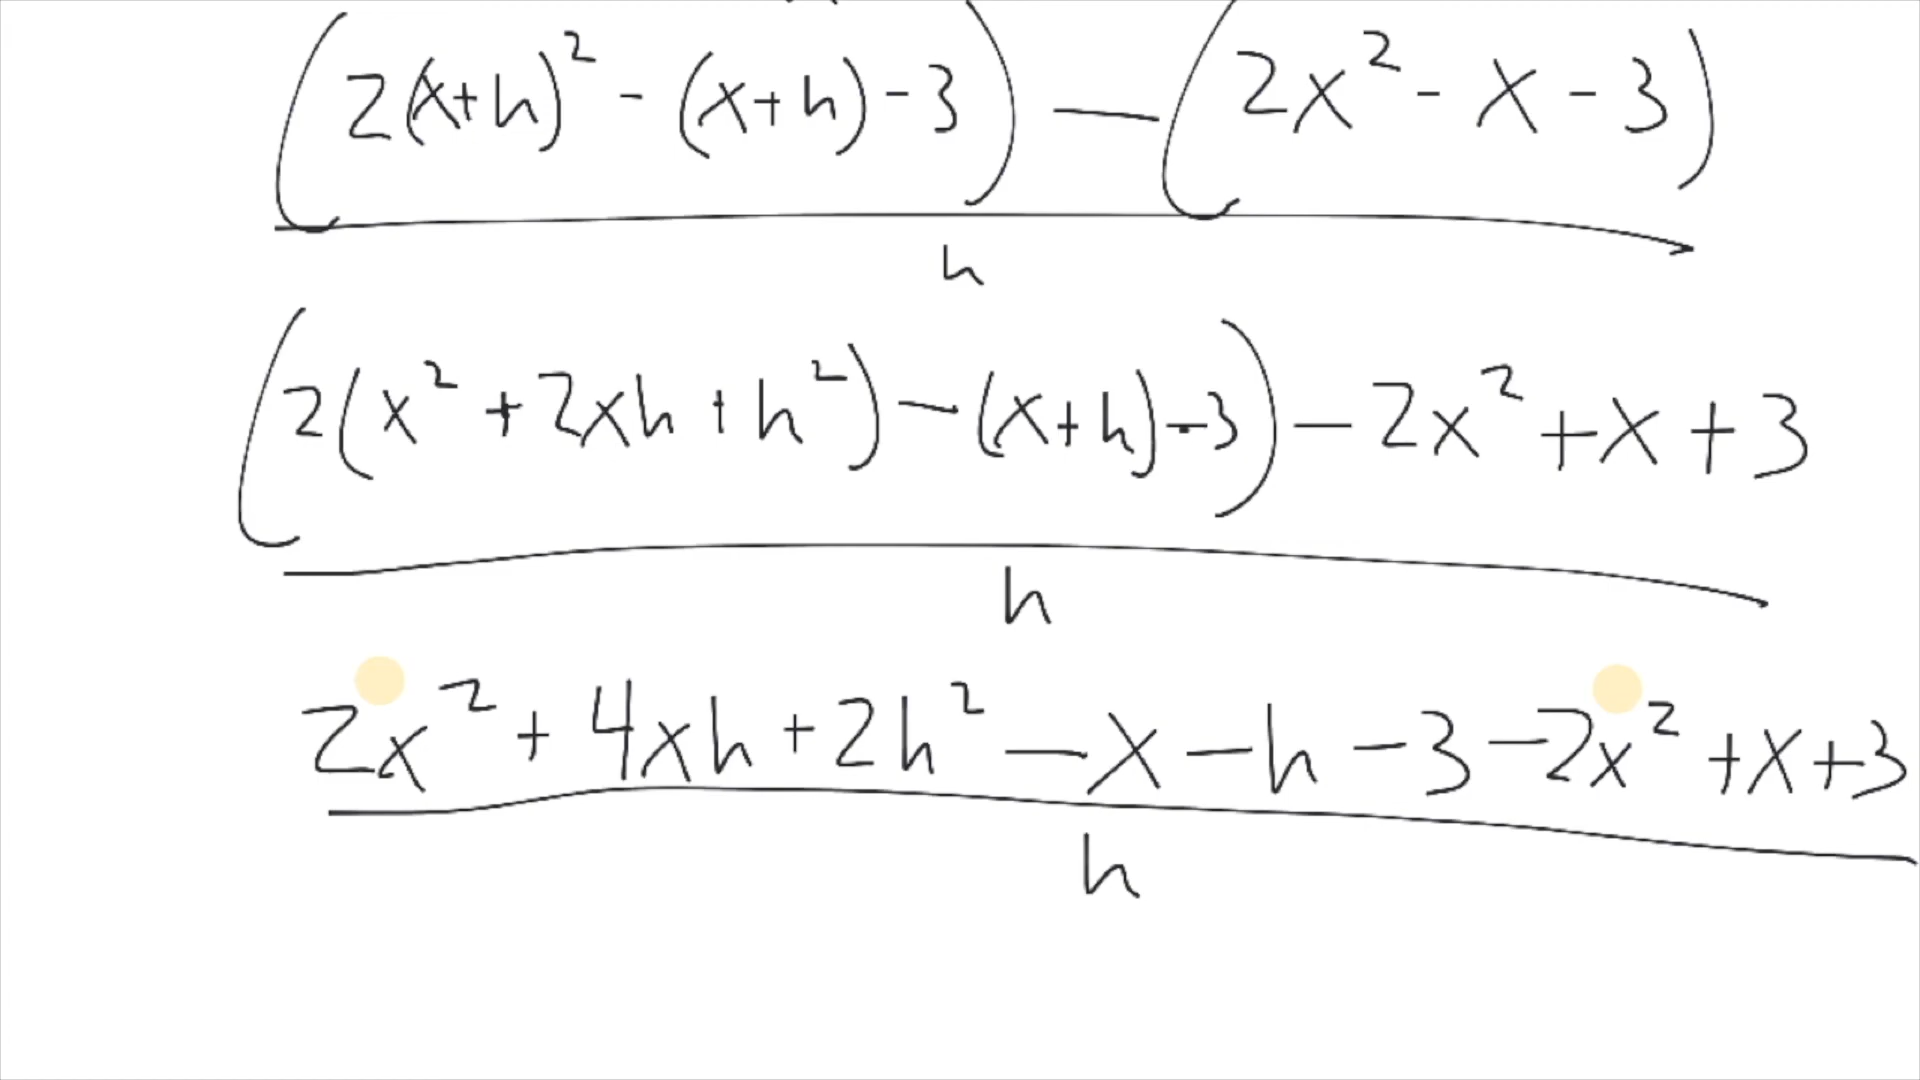 (2(x+h)² - (x+h) - 3) — (2x² - x - 3)
h
(2(x² + 2xh + h²) - (x+h) - 3) - 2x² + x + 3
h
2x² + 4xh + 2h² - x - h - 3 - 2x² + x + 3
h